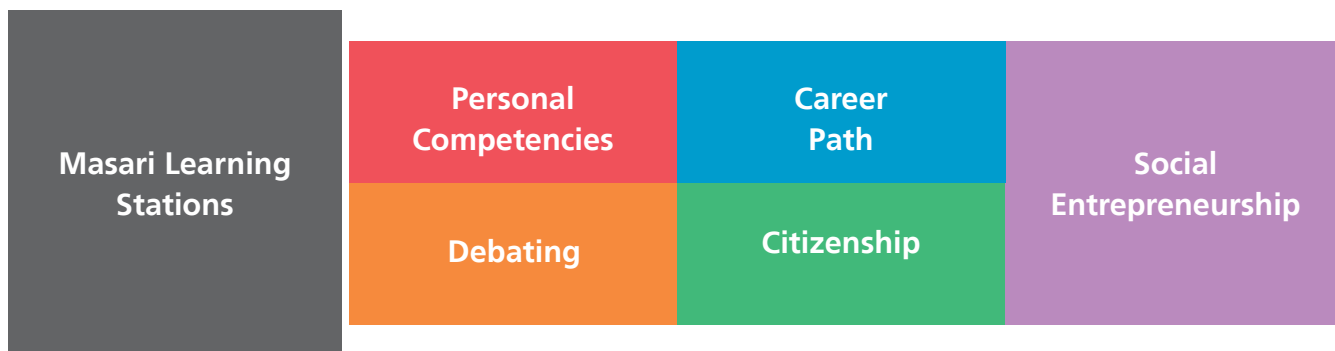 Masari Learning
Stations
Personal
Competencies
Career
Path
Social
Entrepreneurship
Debating
Citizenship